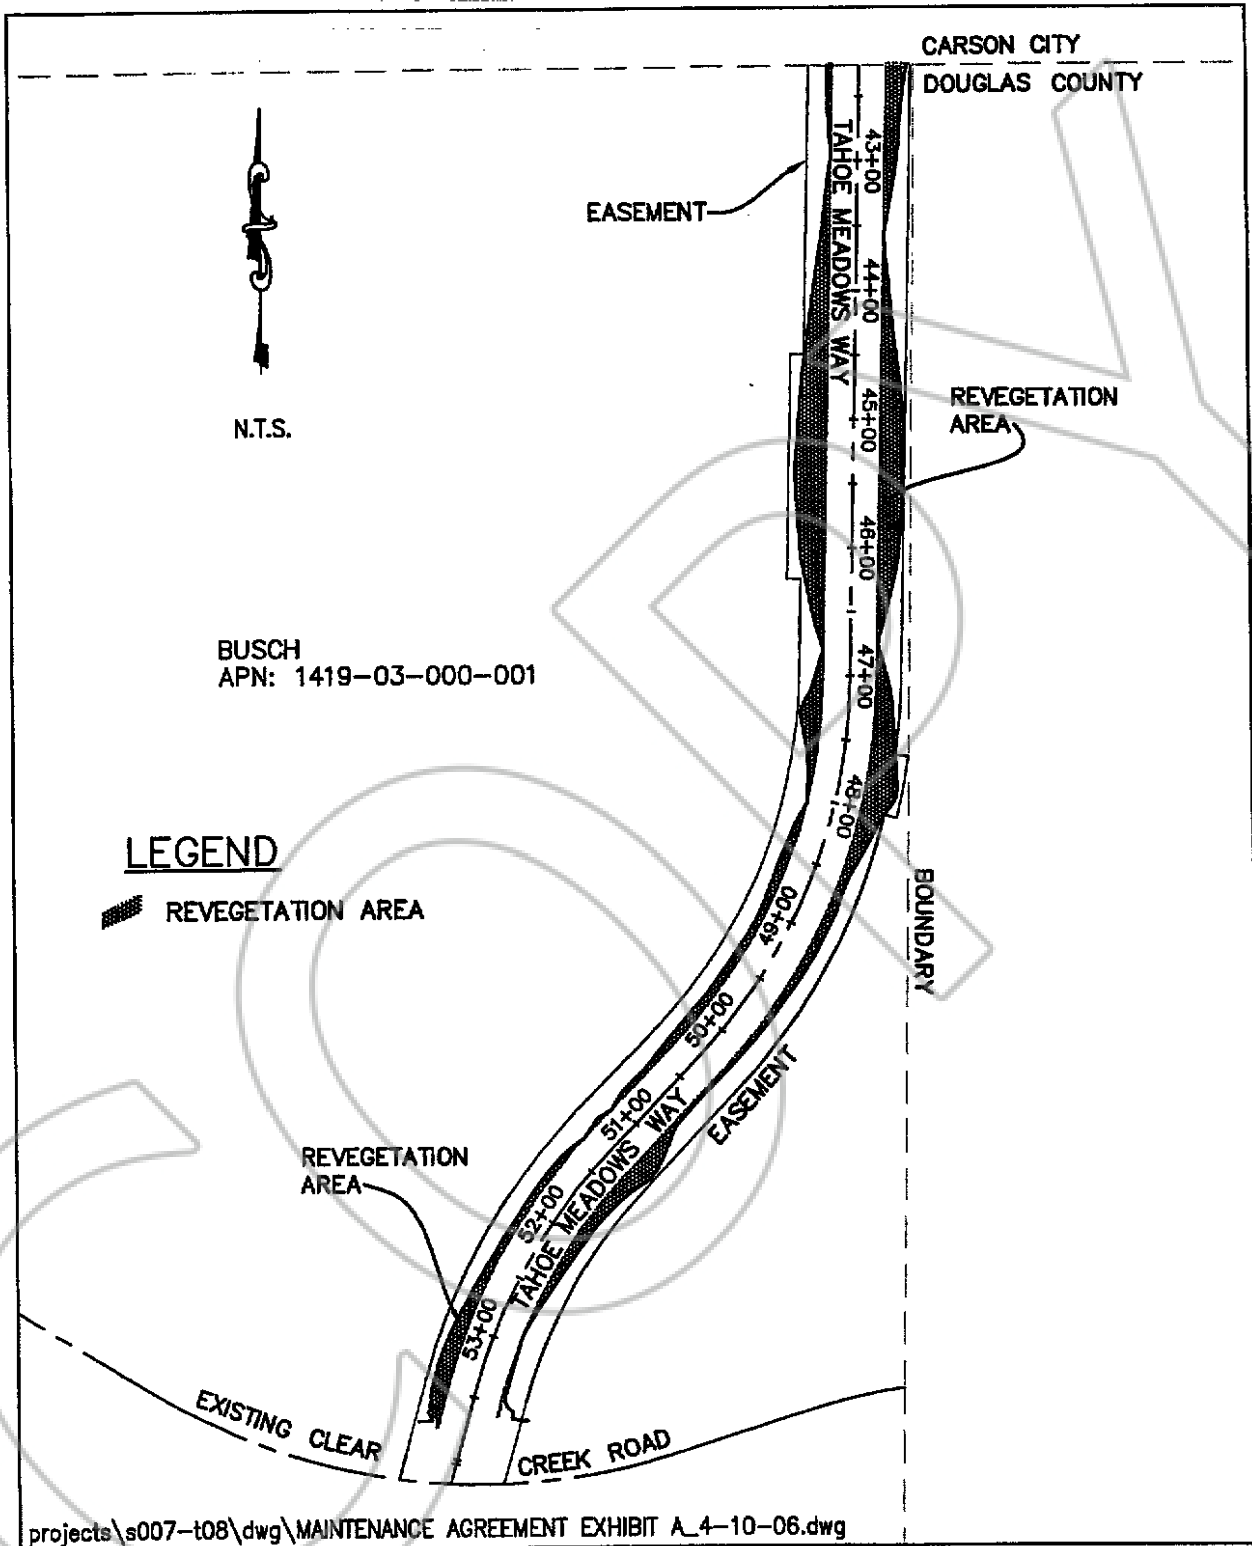 CARSON CITY
DOUGLAS COUNTY
EASEMENT
TAHOE MEADOWS WAY
43+00
44+00
45+00
46+00
47+00
48+00
49+00
50+00
51+00
52+00
53+00
N.T.S.
REVEGETATION
AREA
BUSCH
APN: 1419-03-000-001
LEGEND
REVEGETATION AREA
BOUNDARY
EASEMENT
TAHOE MEADOWS WAY
REVEGETATION
AREA
EXISTING CLEAR
CREEK ROAD
projects\s007-t08\dwg\MAINTENANCE AGREEMENT EXHIBIT A_4-10-06.dwg
COPY